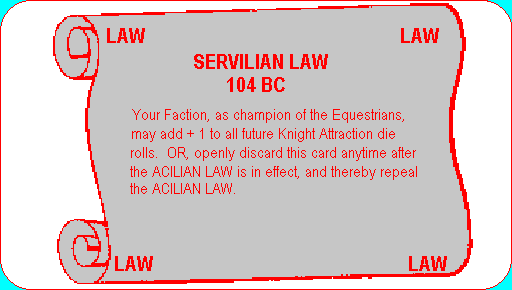 LAW LAW
SERVILIAN LAW
104 BC
Your Faction, as champion of the Equestrians,
may add + 1 to all future Knight Attraction die
rolls. OR, openly discard this card anytime after
the ACILIAN LAW is in effect, and thereby repeal
the ACILIAN LAW.
LAW LAW